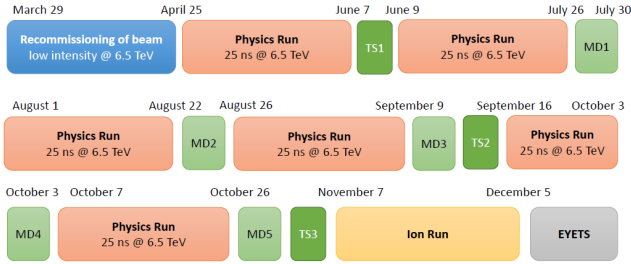 March 29 April 25 June 7 June 9 July 26 July 30
Recommissioning of beam
low intensity @ 6.5 TeV
Physics Run
25 ns @ 6.5 TeV
TS1
Physics Run
25 ns @ 6.5 TeV
MD1
August 1 August 22 August 26 September 9 September 16 October 3
Physics Run
25 ns @ 6.5 TeV
MD2
Physics Run
25 ns @ 6.5 TeV
MD3
TS2
Physics Run
25 ns @ 6.5 TeV
October 3 October 7 October 26 November 7 December 5
MD4
Physics Run
25 ns @ 6.5 TeV
MD5
TS3
Ion Run
EYETS